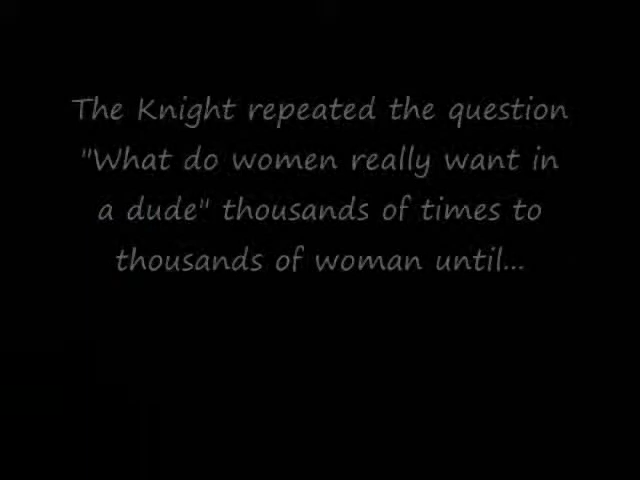 The Knight repeated the question
"What do women really want in
a dude" thousands of times to
thousands of woman until...